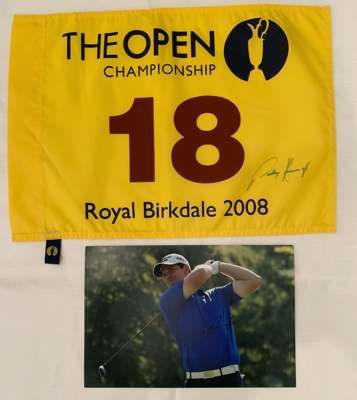 THE OPEN
CHAMPIONSHIP
18
Royal Birkdale 2008